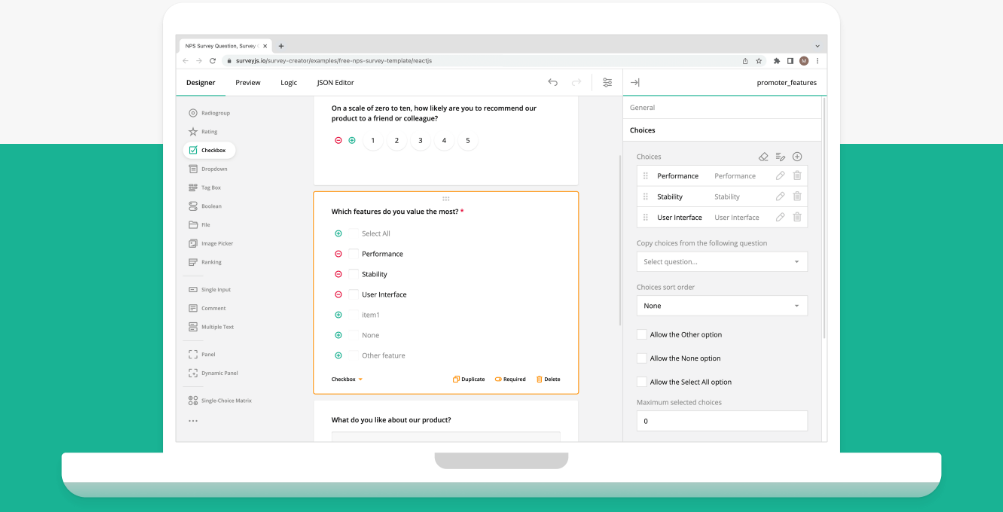 NPS Survey Question, Survey
surveyjs.io/survey-creator/examples/free-nps-survey-template/reactjs
M
Designer
Preview
Logic
JSON Editor
promoter_features
Radiogroup
Rating
Checkbox
Dropdown
Tag Box
Boolean
File
Image Picker
Ranking
Single Input
Comment
Multiple Text
Panel
Dynamic Panel
Single-Choice Matrix
On a scale of zero to ten, how likely are you to recommend our
product to a friend or colleague?
1 2 3 4 5
Which features do you value the most? *
Select All
Performance
Stability
User Interface
item1
None
Other feature
Checkbox
Duplicate
Required
Delete
What do you like about our product?
General
Choices
Choices
Performance Performance
Stability Stability
User Interface User Interface
Copy choices from the following question
Select question...
Choices sort order
None
Allow the Other option
Allow the None option
Allow the Select All option
Maximum selected choices
0